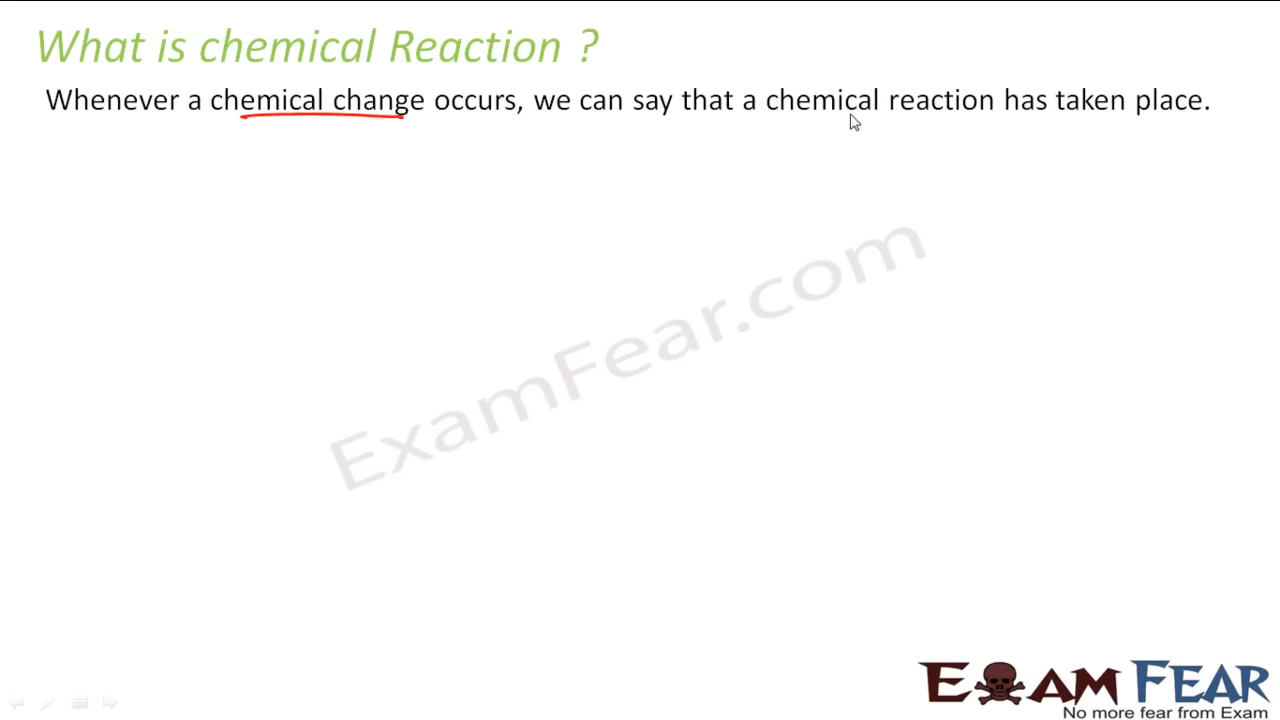 What is chemical Reaction ?
Whenever a chemical change occurs, we can say that a chemical reaction has taken place.
ExamFear.com
EXAM FEAR
No more fear from Exam